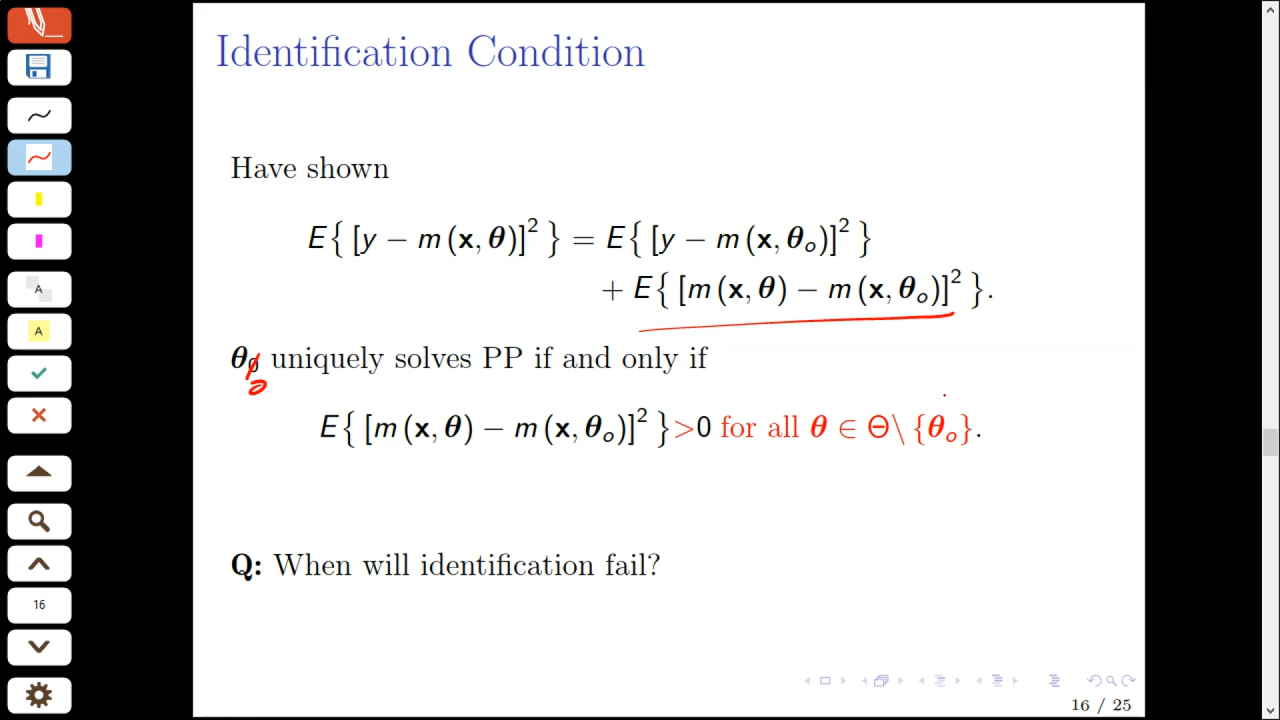 Identification Condition
Have shown
E{ [y − m (x, θ)]² } = E{ [y − m (x, θₒ)]² }
+ E{ [m (x, θ) − m (x, θₒ)]² }.
θ₀ uniquely solves PP if and only if
o
E{ [m (x, θ) − m (x, θₒ)]² } >0 for all θ ∈ Θ\ {θₒ}.
Q: When will identification fail?
A
A
16
16 / 25